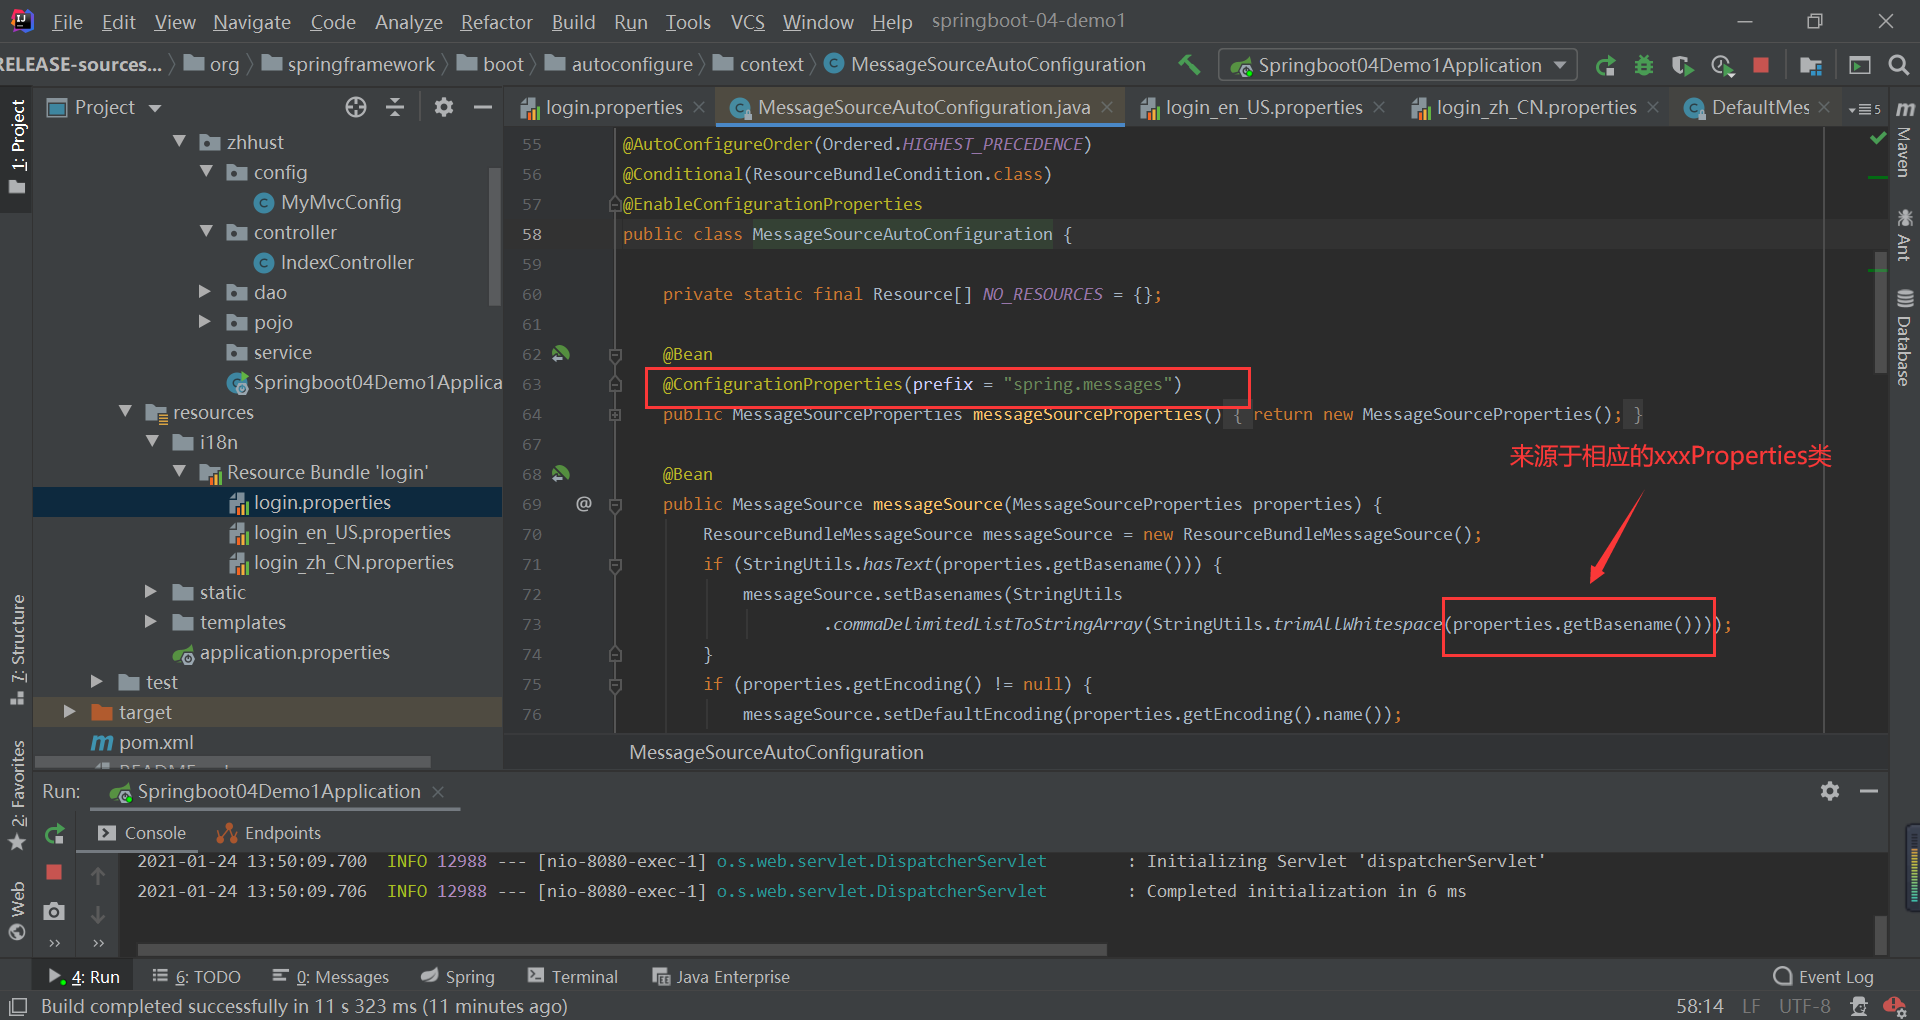 File Edit View Navigate Code Analyze Refactor Build Run Tools VCS Window Help springboot-04-demo1
RELEASE-sources... org springframework boot autoconfigure context MessageSourceAutoConfiguration Springboot04Demo1Application
1: Project
7: Structure
2: Favorites
Web
Project
zhhust
config
MyMvcConfig
controller
IndexController
dao
pojo
service
Springboot04Demo1Applica
resources
i18n
Resource Bundle 'login'
login.properties
login_en_US.properties
login_zh_CN.properties
static
templates
application.properties
test
target
pom.xml
login.properties MessageSourceAutoConfiguration.java login_en_US.properties login_zh_CN.properties DefaultMes 5
55 @AutoConfigureOrder(Ordered.HIGHEST_PRECEDENCE)
56 @Conditional(ResourceBundleCondition.class)
57 @EnableConfigurationProperties
58 public class MessageSourceAutoConfiguration {
59
60 private static final Resource[] NO_RESOURCES = {};
61
62 @Bean
63 @ConfigurationProperties(prefix = "spring.messages")
64 public MessageSourceProperties messageSourceProperties() { return new MessageSourceProperties(); }
67
来源于相应的xxxProperties类
68 @Bean
69 @ public MessageSource messageSource(MessageSourceProperties properties) {
70 ResourceBundleMessageSource messageSource = new ResourceBundleMessageSource();
71 if (StringUtils.hasText(properties.getBasename())) {
72 messageSource.setBasenames(StringUtils
73 .commaDelimitedListToStringArray(StringUtils.trimAllWhitespace(properties.getBasename())));
74 }
75 if (properties.getEncoding() != null) {
76 messageSource.setDefaultEncoding(properties.getEncoding().name());
MessageSourceAutoConfiguration
m Maven
Ant
Database
Run: Springboot04Demo1Application
Console Endpoints
2021-01-24 13:50:09.700 INFO 12988 --- [nio-8080-exec-1] o.s.web.servlet.DispatcherServlet : Initializing Servlet 'dispatcherServlet'
2021-01-24 13:50:09.706 INFO 12988 --- [nio-8080-exec-1] o.s.web.servlet.DispatcherServlet : Completed initialization in 6 ms
4: Run 6: TODO 0: Messages Spring Terminal Java Enterprise Event Log
Build completed successfully in 11 s 323 ms (11 minutes ago) 58:14 LF UTF-8